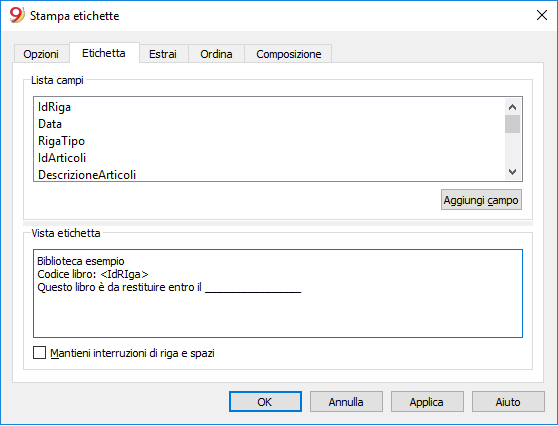 9 Stampa etichette
Opzioni Etichetta Estrai Ordina Composizione
Lista campi
IdRiga
Data
RigaTipo
IdArticoli
DescrizioneArticoli
Aggiungi campo
Vista etichetta
Biblioteca esempio
Codice libro: <IdRIga>
Questo libro è da restituire entro il __________________
Mantieni interruzioni di riga e spazi
OK Annulla Applica Aiuto